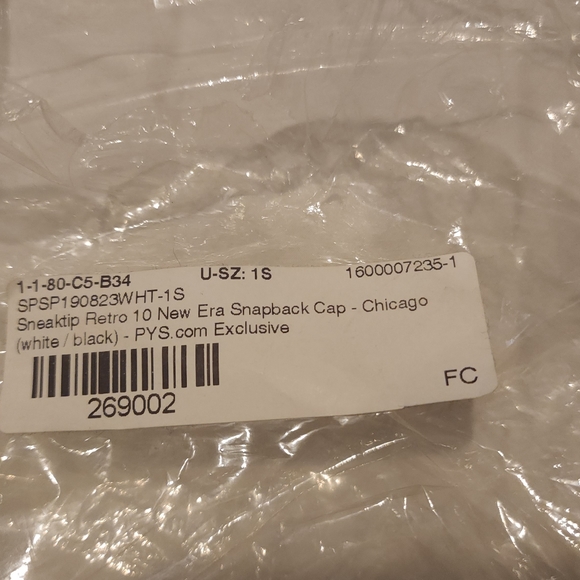 1-1-80-C5-B34 U-SZ: 1S 1600007235-1
SPSP190823WHT-1S
Sneaktip Retro 10 New Era Snapback Cap - Chicago
(white / black) - PYS.com Exclusive
269002
FC